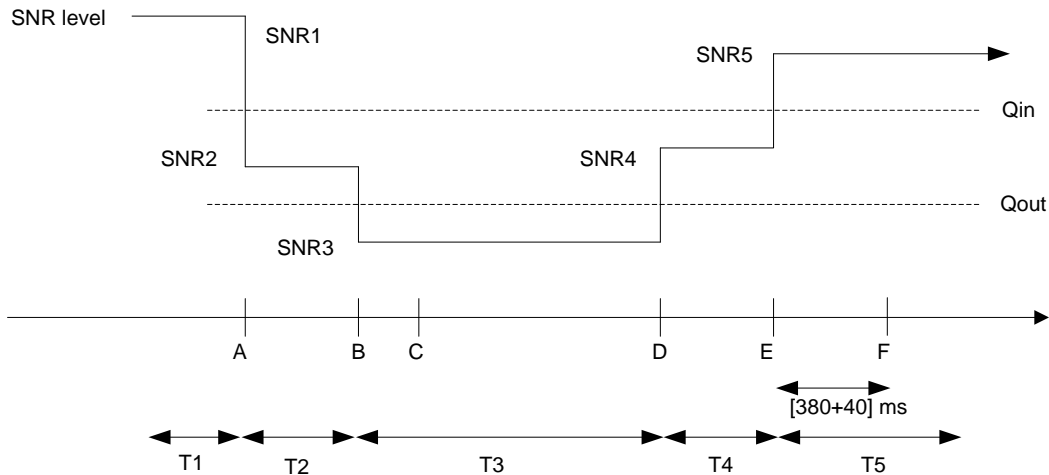 SNR level
SNR1
SNR5
Qin
SNR2
SNR4
Qout
SNR3
A B C D E F
[380+40] ms
T1 T2 T3 T4 T5